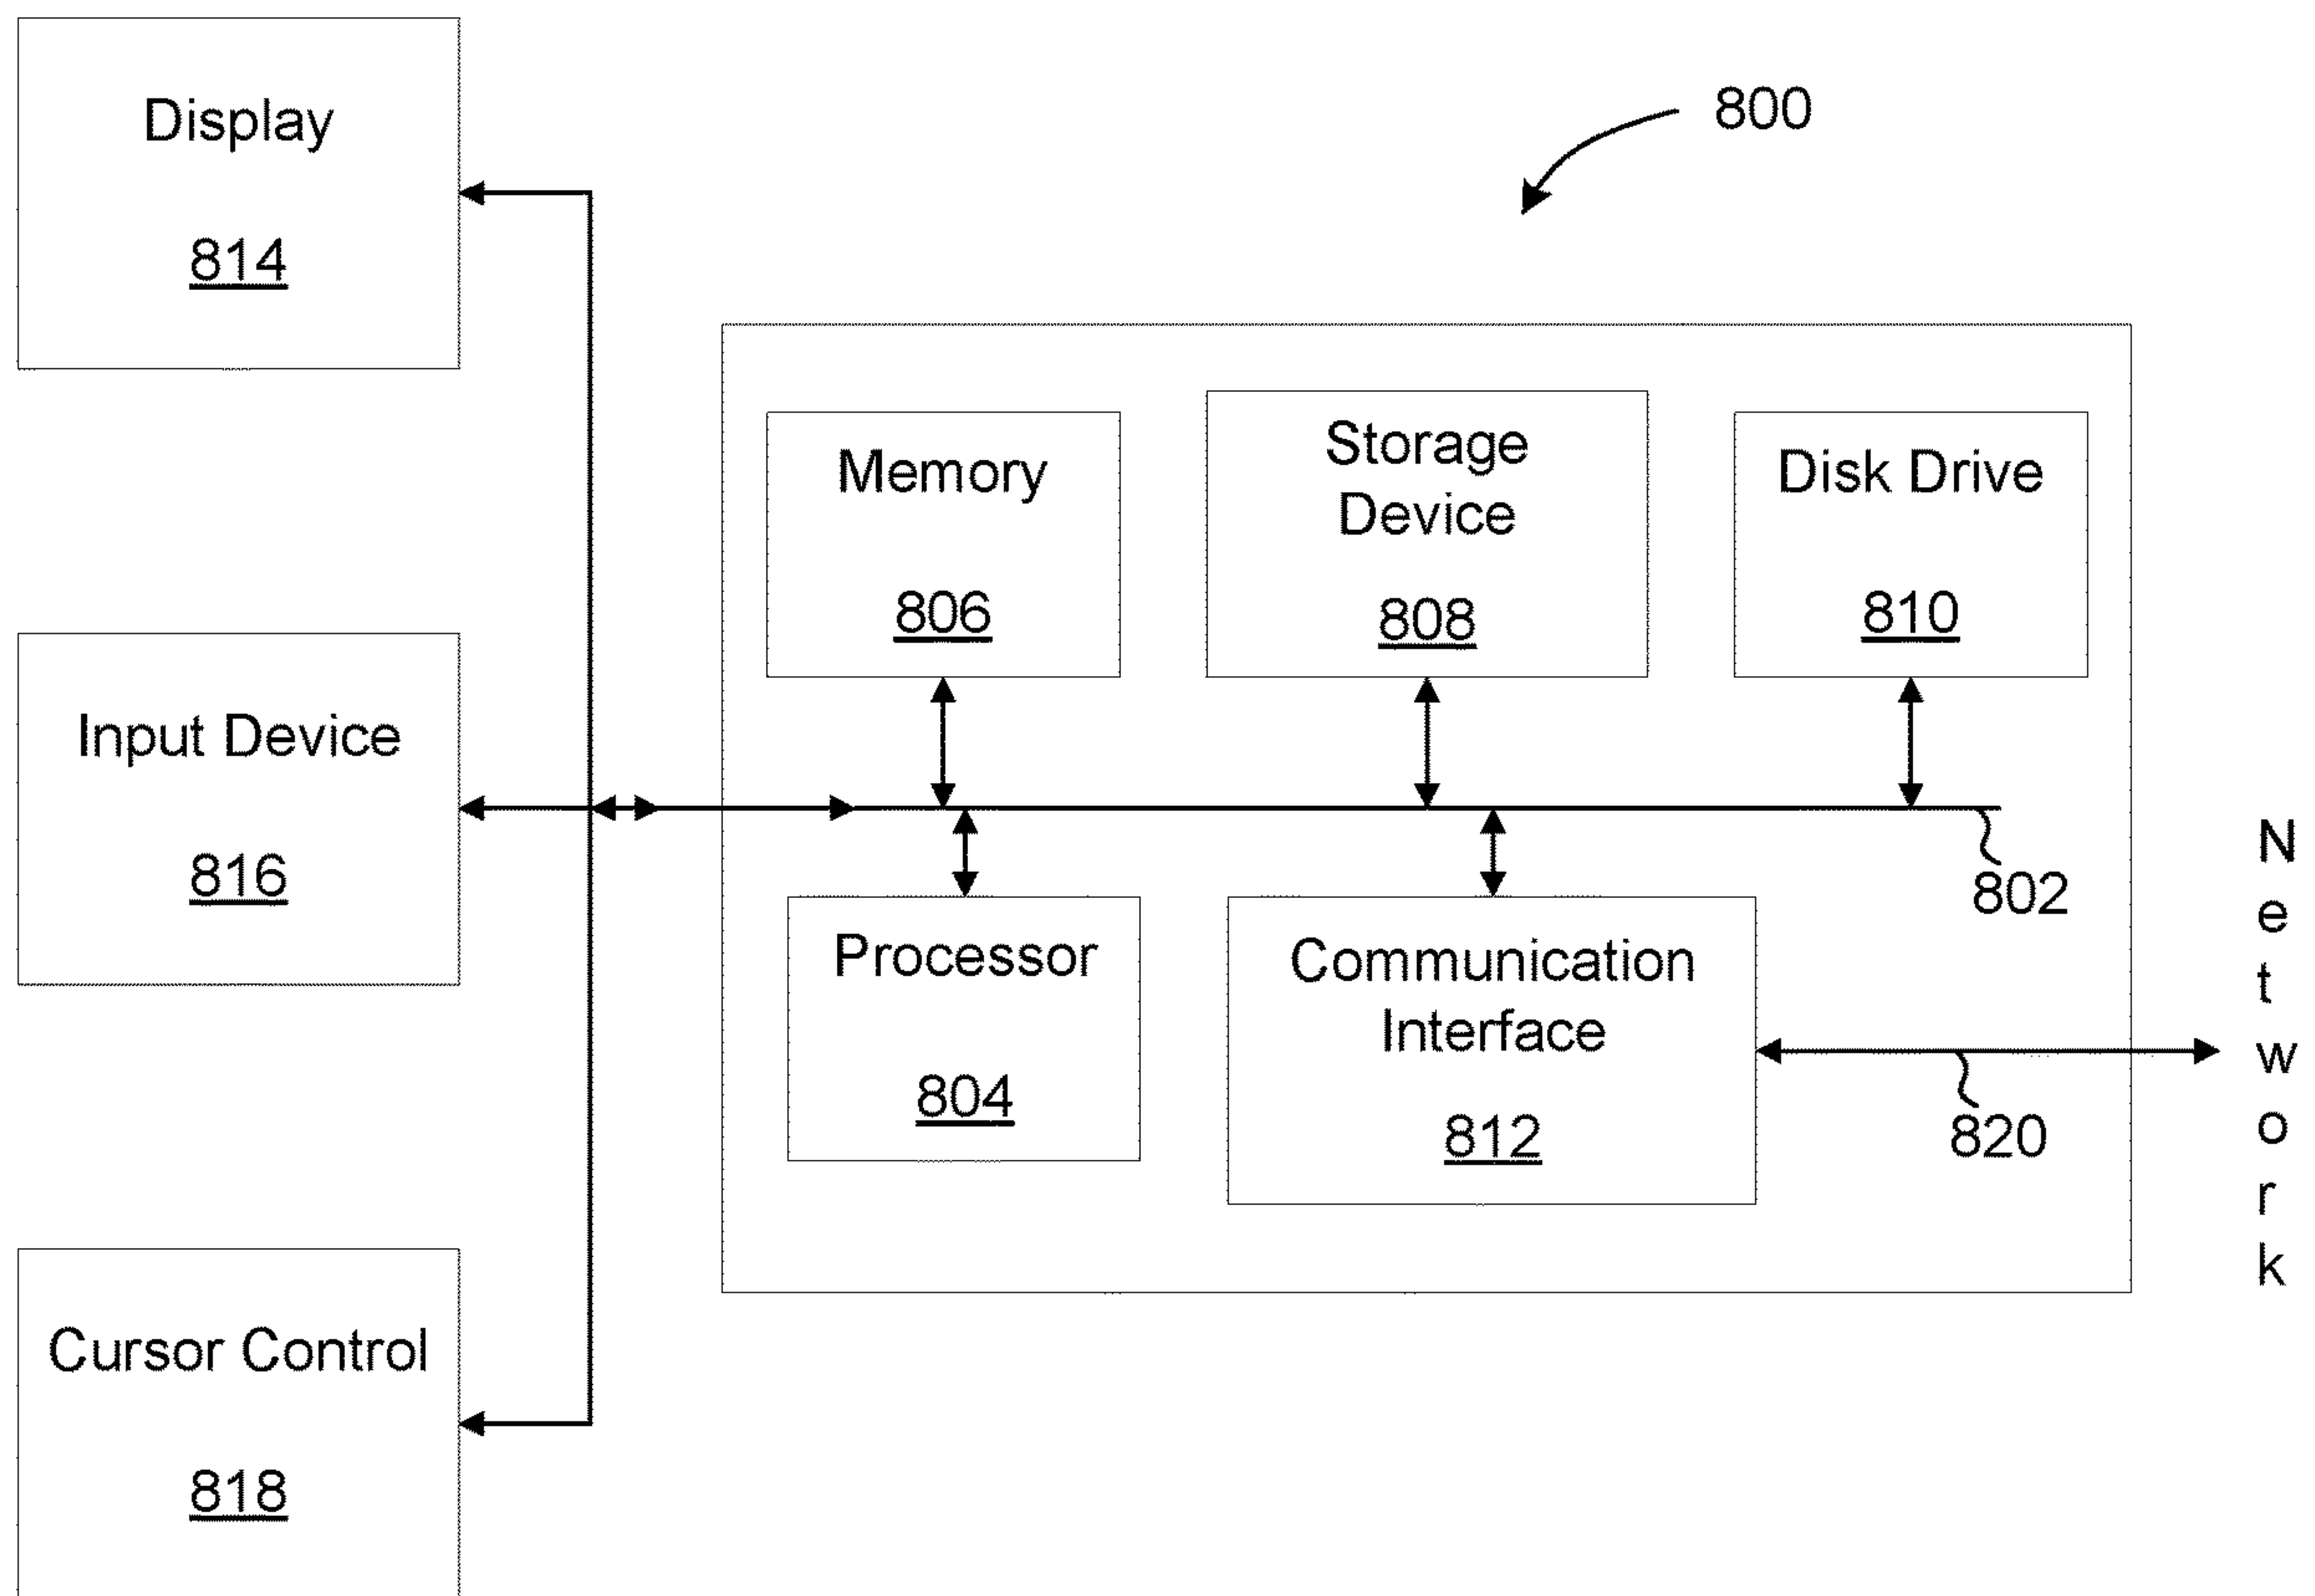 Display
814
800
Memory
806
Storage
Device
808
Disk Drive
810
Input Device
816
802
Processor
804
Communication
Interface
812
820
Network
Cursor Control
818